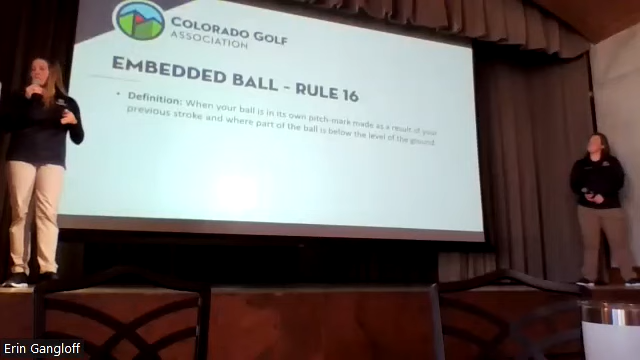 COLORADO GOLF
ASSOCIATION
EMBEDDED BALL - RULE 16
• Definition: When your ball is in its own pitch-mark made as a result of your
previous stroke and where part of the ball is below the level of the ground.
Erin Gangloff